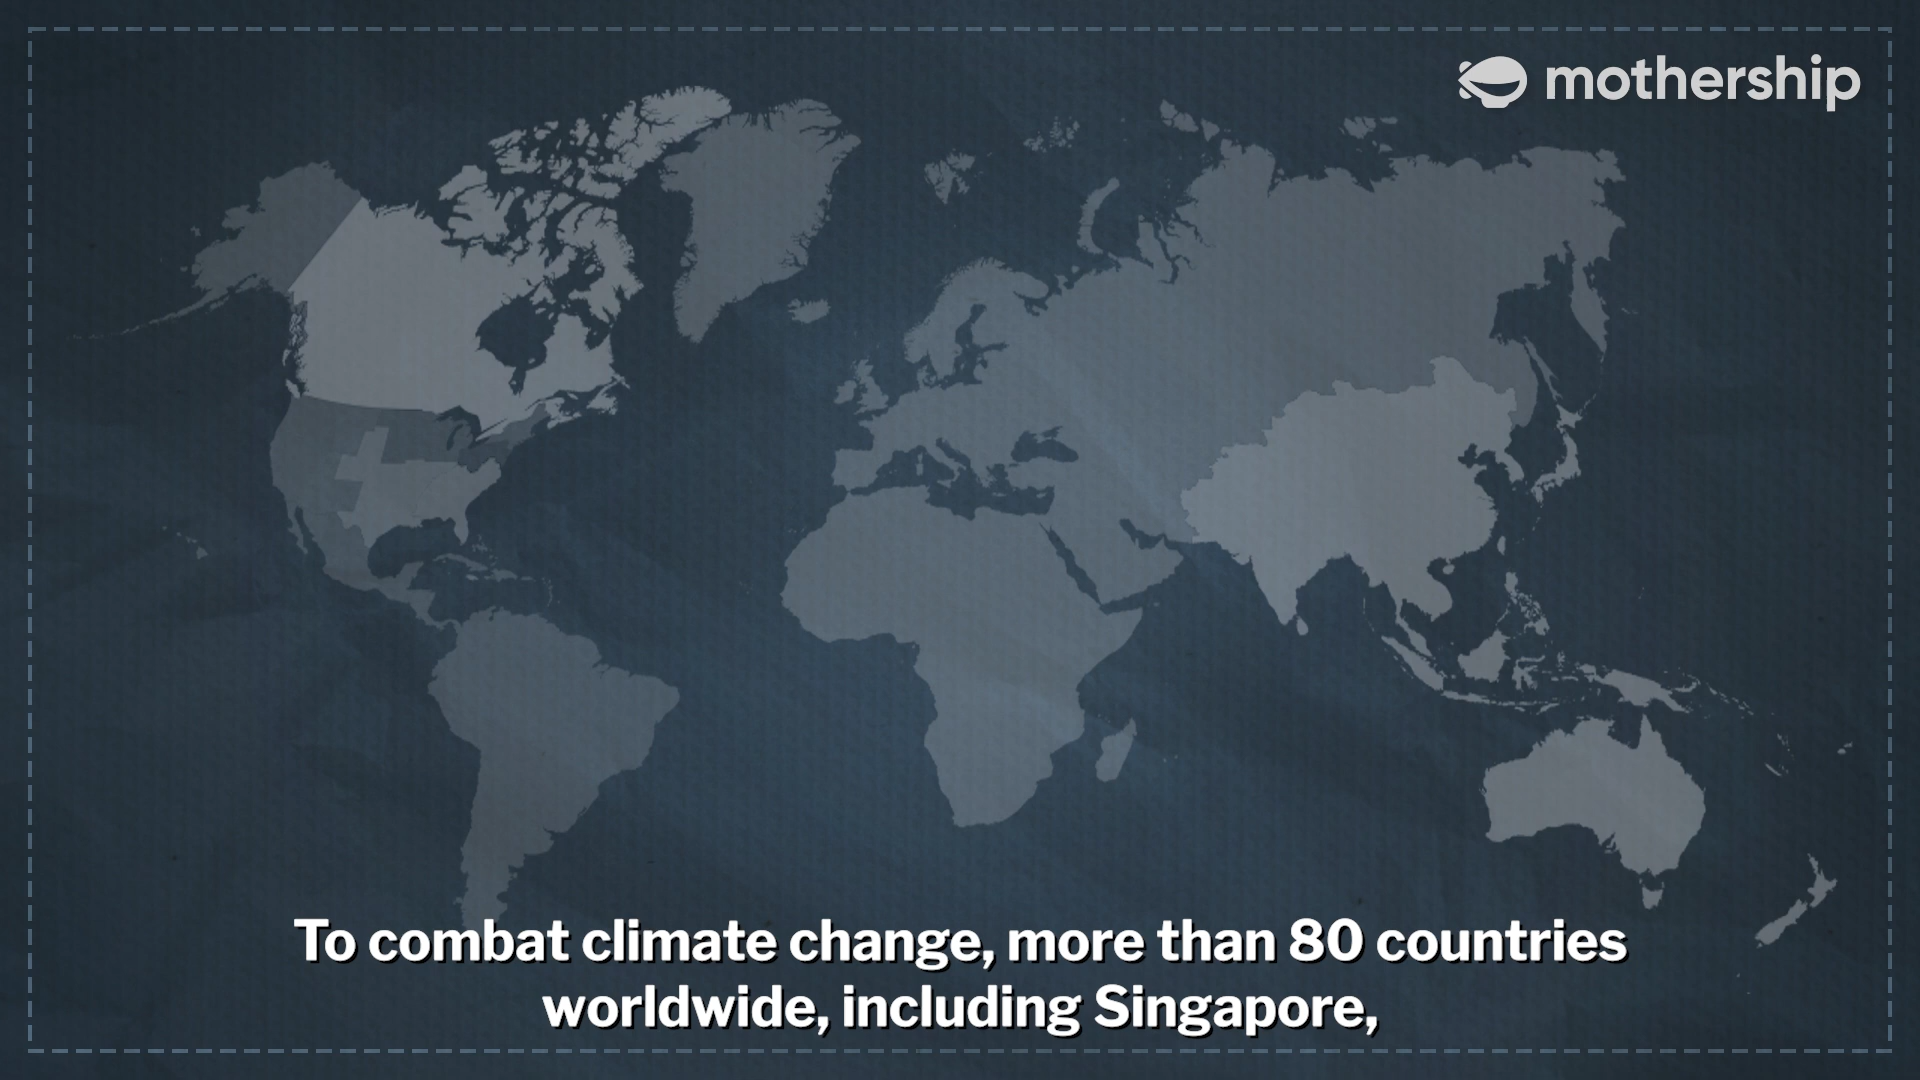 mothership
To combat climate change, more than 80 countries
worldwide, including Singapore,